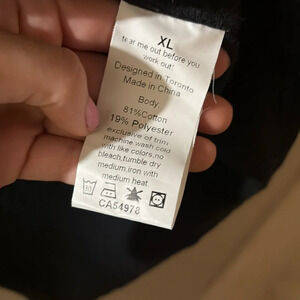 XL
tear me out before you
work out!
Designed in Toronto
Made in China
Body
81%Cotton
19% Polyester
exclusive of trim
machine wash cold
with like colors,no
bleach,tumble dry
medium,iron with
medium heat
30
CA54978